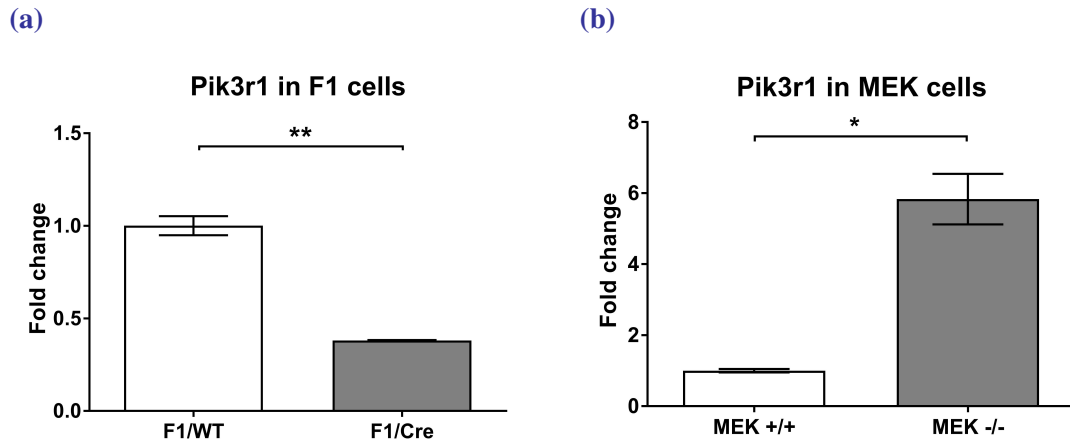 (a)
Pik3r1 in F1 cells
Fold change
1.5
1.0
0.5
0.0
**
F1/WT
F1/Cre
(b)
Pik3r1 in MEK cells
Fold change
8
6
4
2
0
*
MEK +/+
MEK -/-